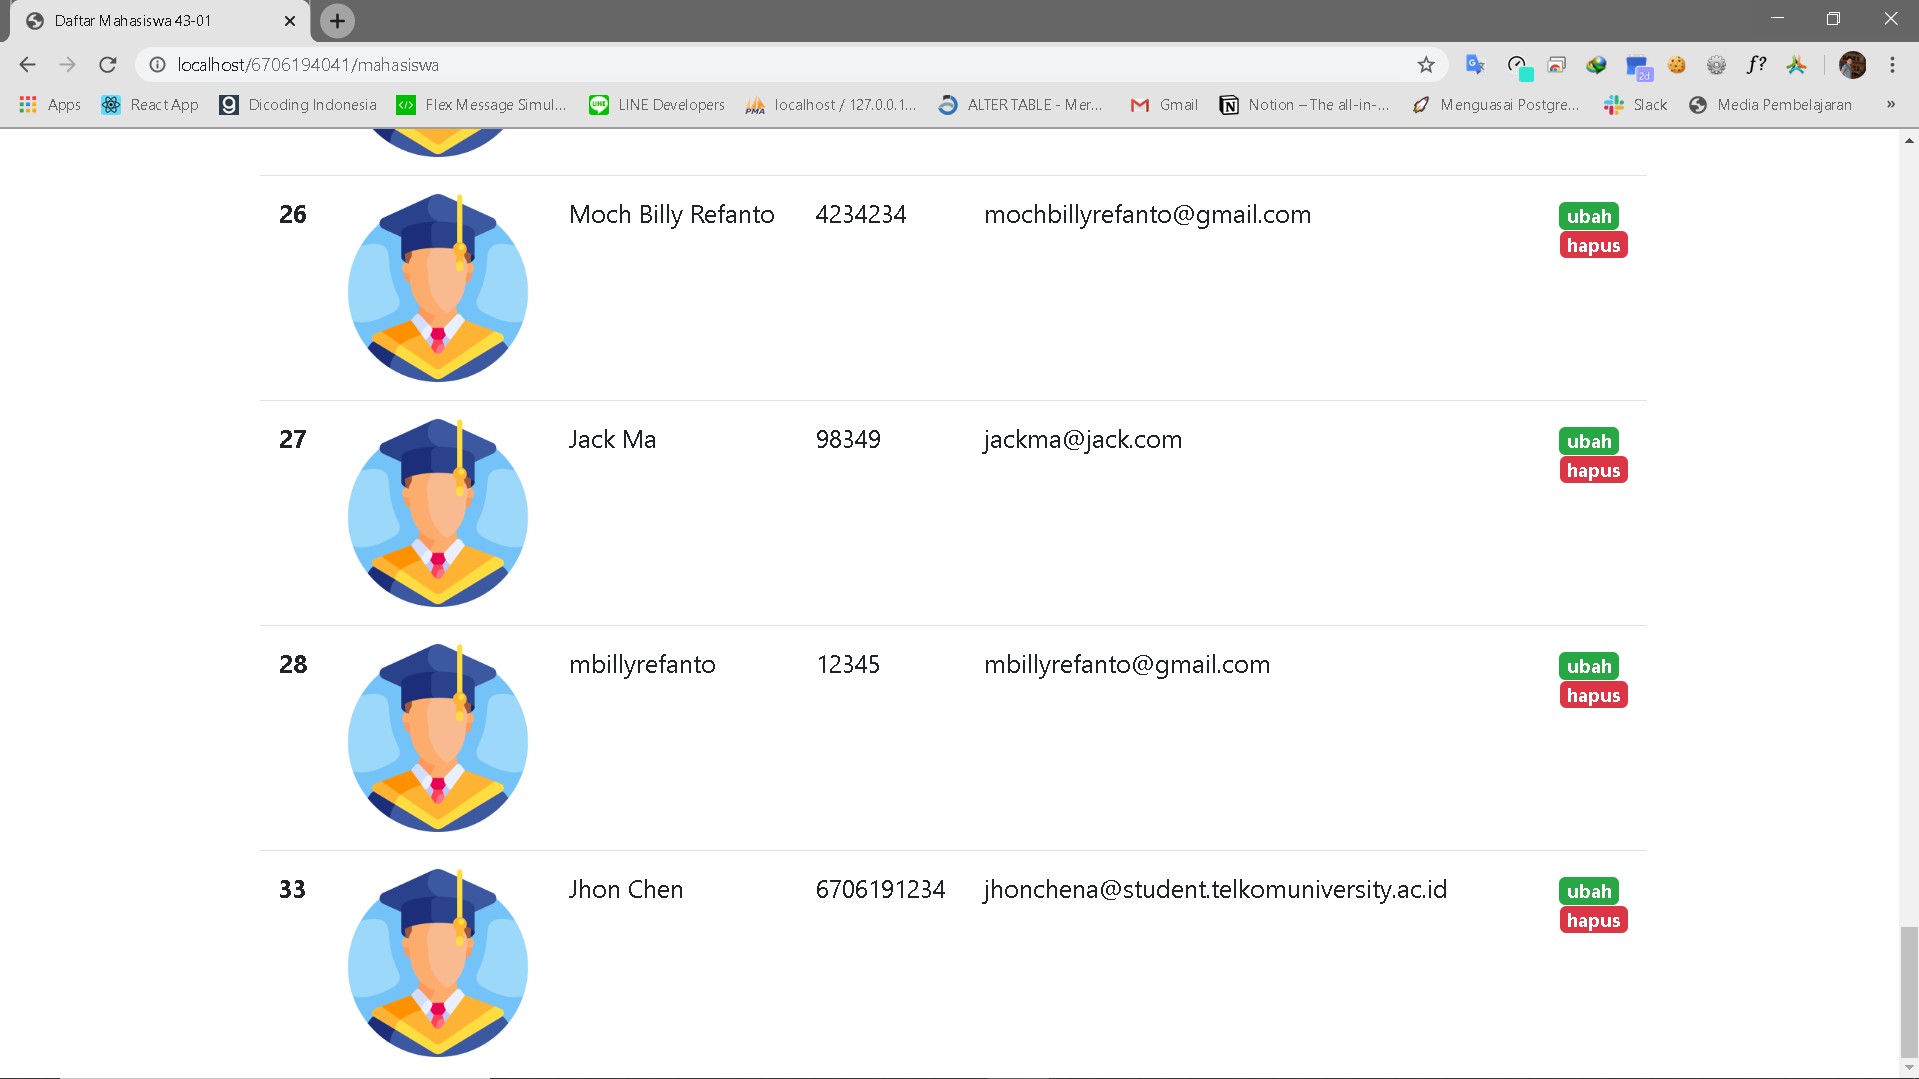 Daftar Mahasiswa 43-01
localhost/6706194041/mahasiswa
f?
2d
Apps React App Dicoding Indonesia Flex Message Simul... LINE Developers localhost / 127.0.0.1... ALTER TABLE - Mer... Gmail Notion – The all-in-... Menguasai Postgre... Slack Media Pembelajaran »
26 Moch Billy Refanto 4234234 mochbillyrefanto@gmail.com ubah
hapus
27 Jack Ma 98349 jackma@jack.com ubah
hapus
28 mbillyrefanto 12345 mbillyrefanto@gmail.com ubah
hapus
33 Jhon Chen 6706191234 jhonchena@student.telkomuniversity.ac.id ubah
hapus